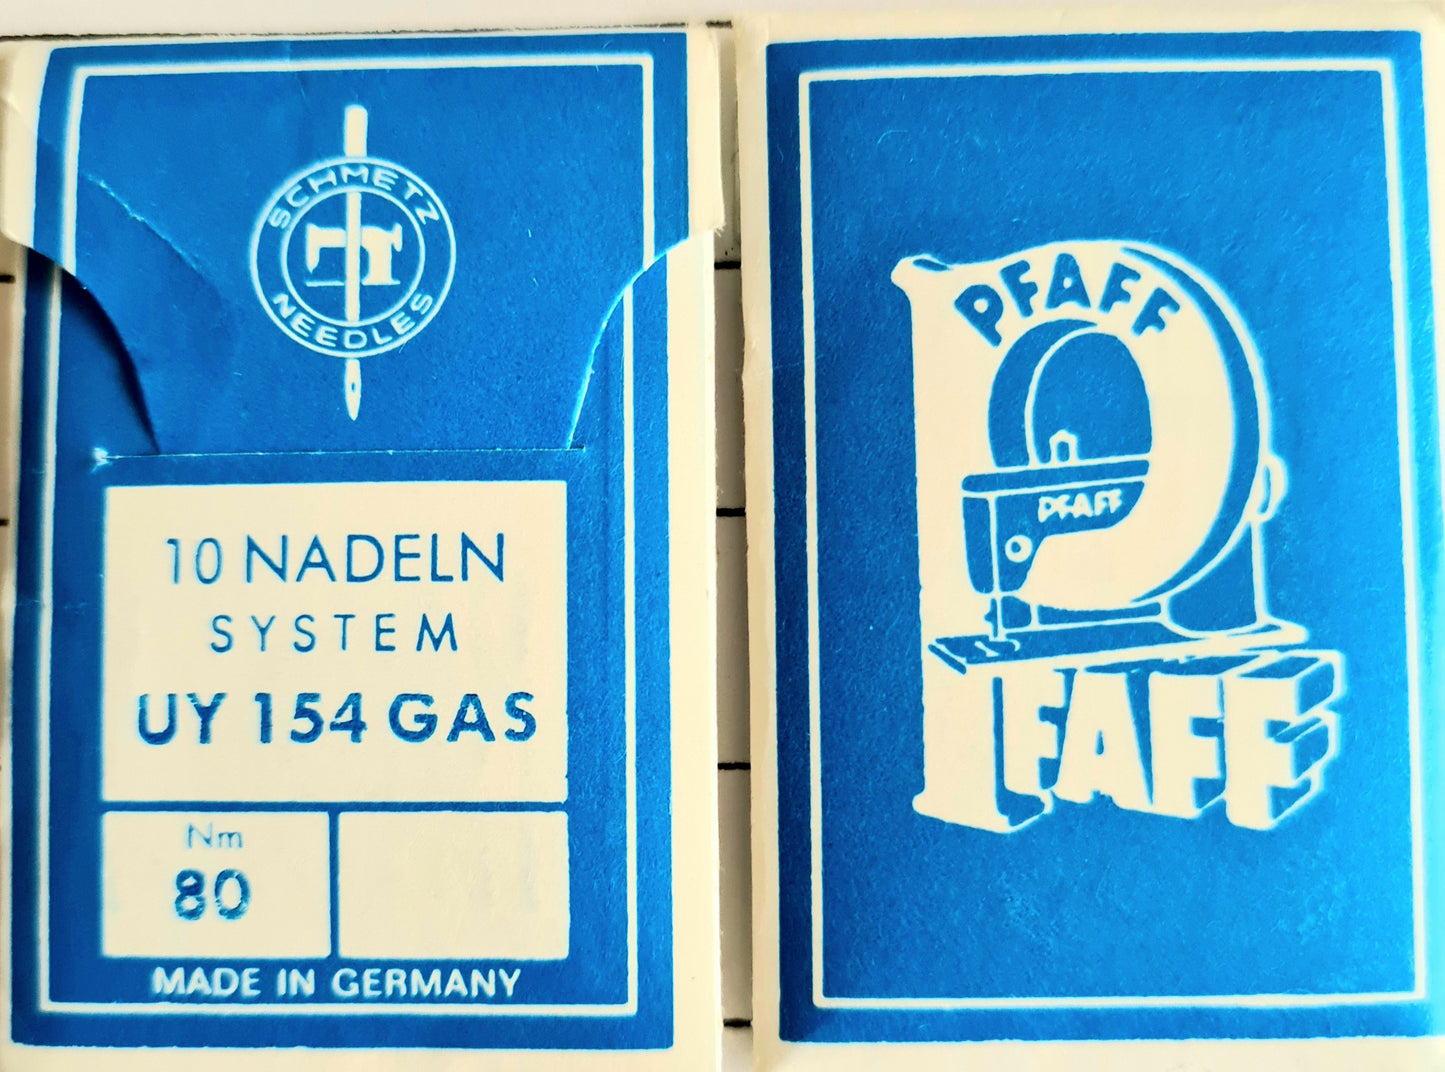 SCHMETZ
NEEDLES
10 NADELN
SYSTEM
UY 154 GAS
Nm
80
MADE IN GERMANY
PFAFF
PFAFF
PFAFF